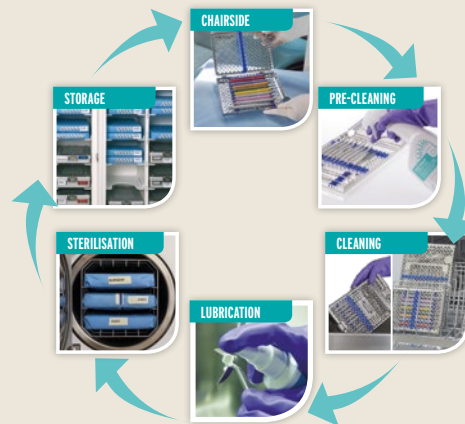 CHAIRSIDE
PRE-CLEANING
CLEANING
LUBRICATION
STERILISATION
STORAGE